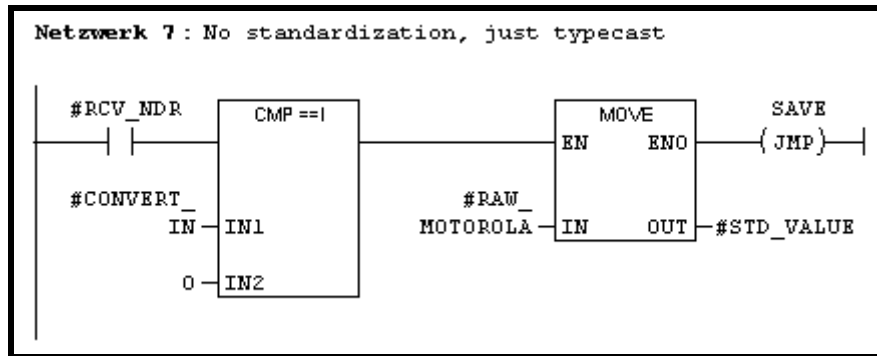 Netzwerk 7 : No standardization, just typecast
#RCV_NDR
CMP ==I
MOVE
SAVE
EN
ENO
JMP
#CONVERT_
IN
IN1
#RAW_
MOTOROLA
IN
OUT
#STD_VALUE
0
IN2